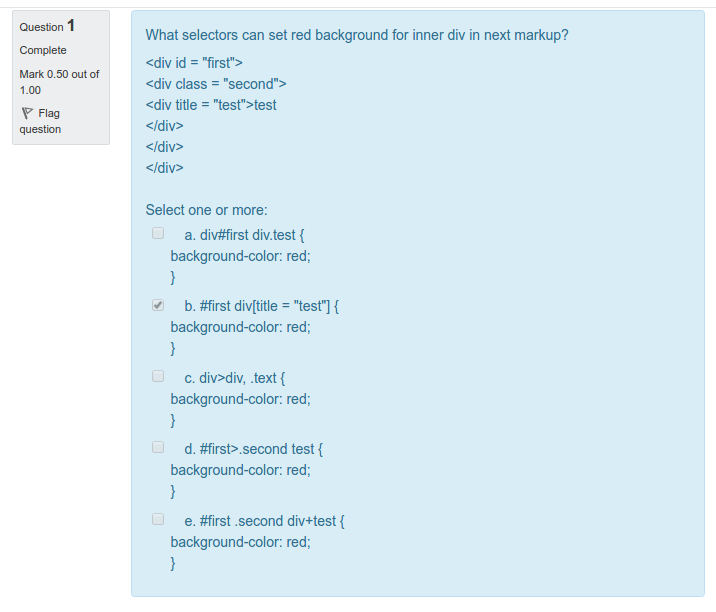 Question 1
Complete
Mark 0.50 out of
1.00
Flag
question
What selectors can set red background for inner div in next markup?
<div id = "first">
<div class = "second">
<div title = "test">test
</div>
</div>
</div>
Select one or more:
a. div#first div.test {
background-color: red;
}
b. #first div[title = "test"] {
background-color: red;
}
c. div>div, .text {
background-color: red;
}
d. #first>.second test {
background-color: red;
}
e. #first .second div+test {
background-color: red;
}